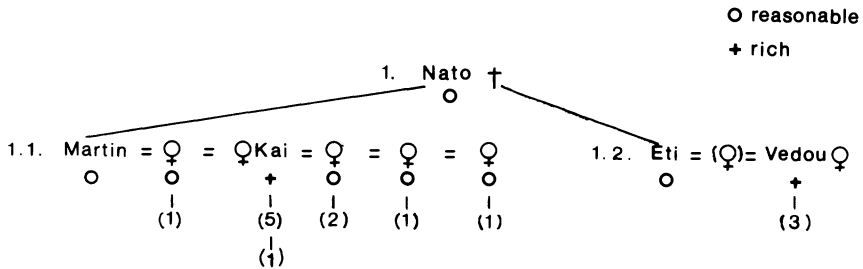 O reasonable
+ rich
1. Nato †
O
1.1. Martin = ♀ = ♀Kai = ♀ = ♀ = ♀ 1.2. Eti = (♀)= Vedou♀
O O + O O O O +
(1) (5) (2) (1) (1) (3)
(1)